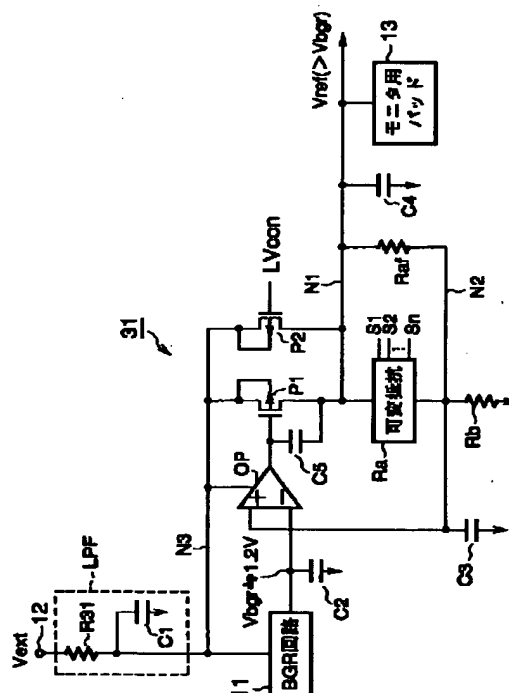 31
Vext
12
LPF
R31
C1
N3
11
BGR回路
Vbgr≒1.2V
C2
OP
+
−
C5
P1
P2
LVcon
N1
Vref(>Vbgr)
C4
13
モニタ用
パッド
Ra
可変抵抗
S1
S2
Sn
Raf
N2
Rb
C3